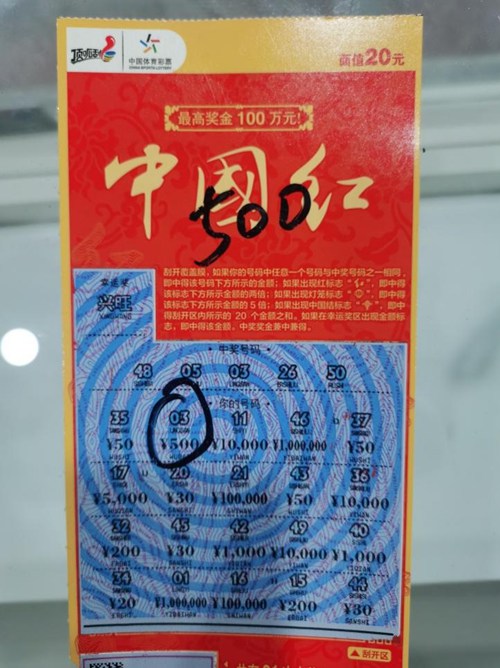 顶呱刮 中国体育彩票 面值20元
CHINA SPORTS LOTTERY
最高奖金100万元!
中國红
500
刮开覆盖膜,如果你的号码中任意一个号码与中奖号码之一相同,
即中得该号码下方所示的金额;如果出现红标志“红”,即中得
该标志下方所示金额的两倍;如果出现灯笼标志“
”,即中得
该标志下方所示金额的5倍;如果出现中国结标志“
”,即中
得刮开区内所示的20个金额之和。如果在幸运奖区出现金额标
志,即中得该金额。中奖奖金兼中兼得。
幸运奖
兴旺
中奖号码
48 05 03 26 50
你的号码
35 03 11 46 37
¥50 ¥500 ¥10,000 ¥1,000,000 ¥50
17 20 21 43 36
¥5,000 ¥30 ¥100,000 ¥50 ¥10,000
32 45 42 49 40
¥200 ¥30 ¥1,000 ¥10,000 ¥1,000
34 01 16 15 44
¥20 ¥1,000,000 ¥100,000 ¥200 ¥30
刮开区